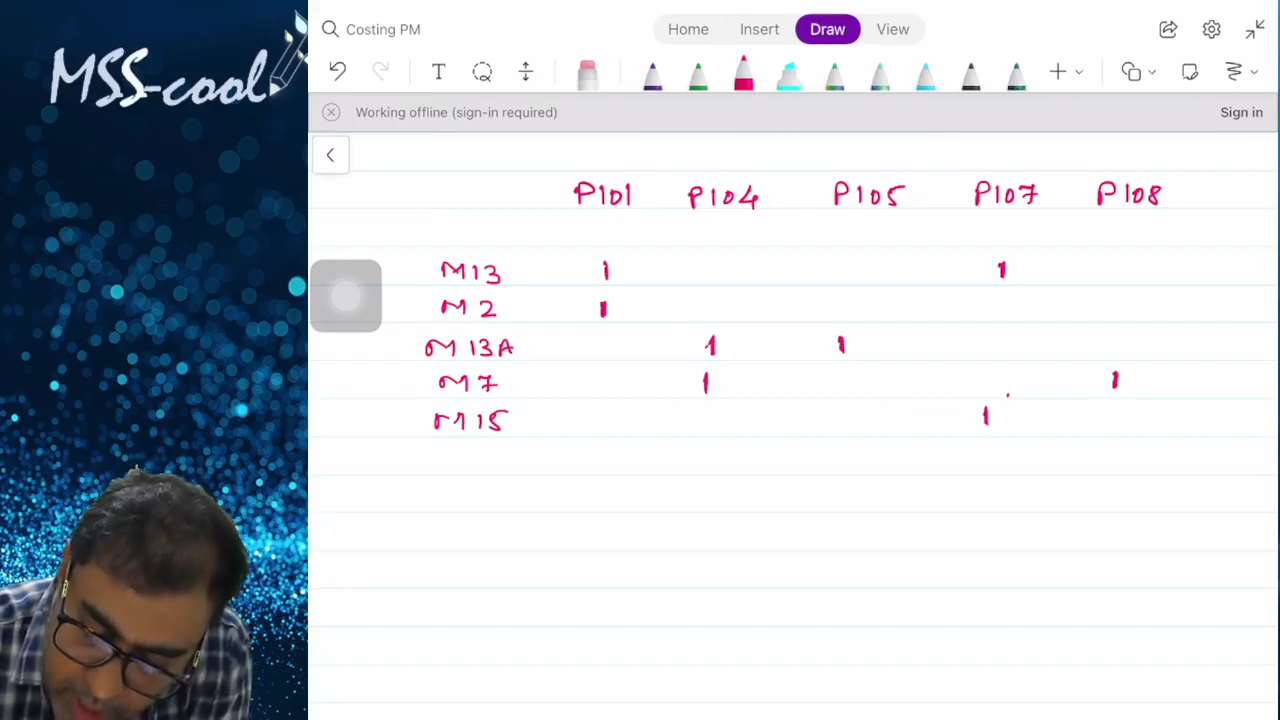 MSS-cool
Costing PM
Home Insert Draw View
T
Working offline (sign-in required) Sign in
P101 P104 P105 P107 P108
M13 1 1
M2 1
M13A 1 1
M7 1 1
M15 1